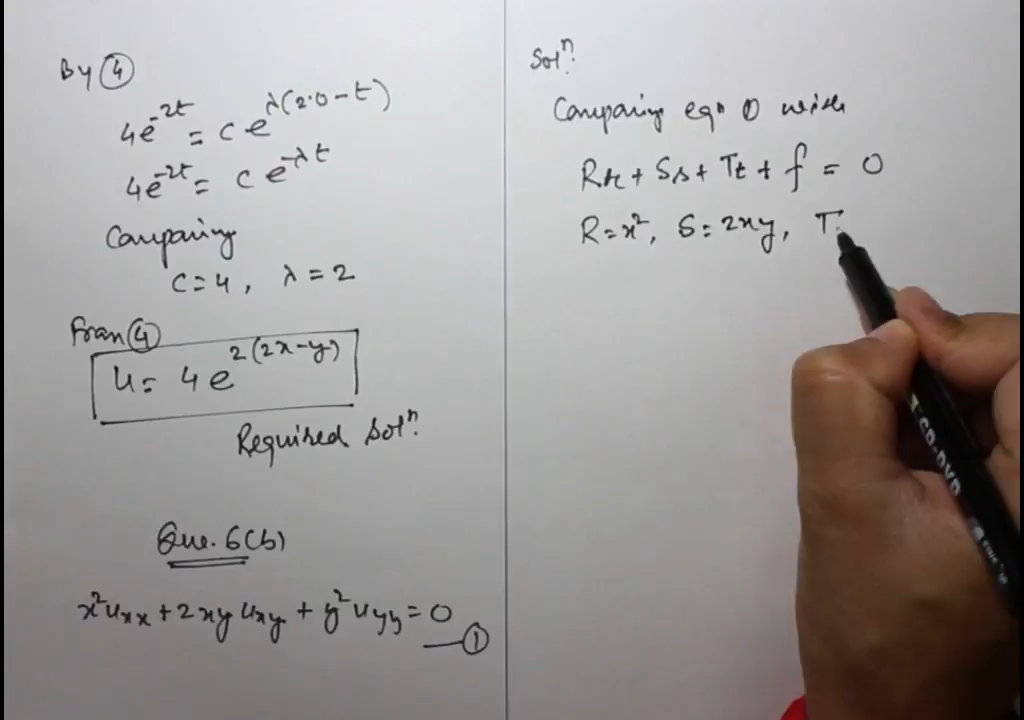 By ④
4e^{-2t} = c e^{λ(2·0-t)}
4e^{-2t} = c e^{-λt}
Comparing
c = 4, λ = 2
From ④
u = 4e^{2(2x-y)}
Required Solⁿ.
Que. 6(b)
x²u_{xx} + 2xy u_{xy} + y²u_{yy} = 0 —①
Solⁿ.
Comparing eqⁿ ① with
Rr + Ss + Tt + f = 0
R = x², S = 2xy, T
CD-DVD